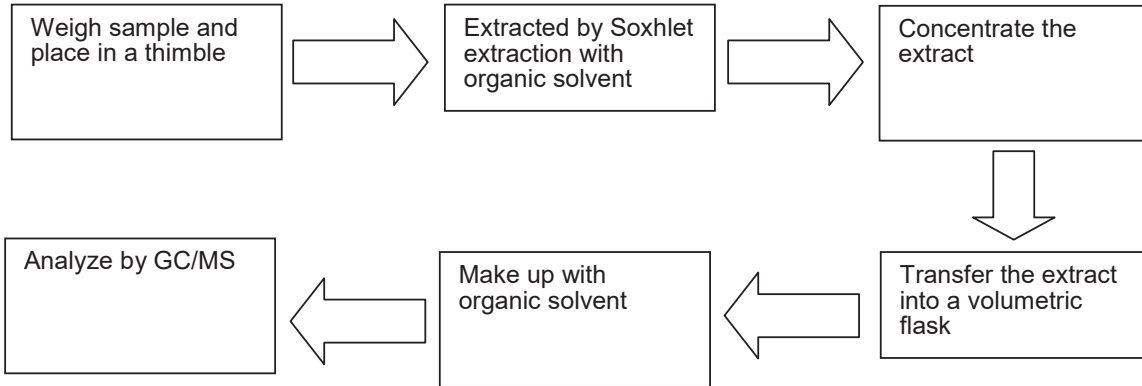 Weigh sample and
place in a thimble
Extracted by Soxhlet
extraction with
organic solvent
Concentrate the
extract
Transfer the extract
into a volumetric
flask
Make up with
organic solvent
Analyze by GC/MS